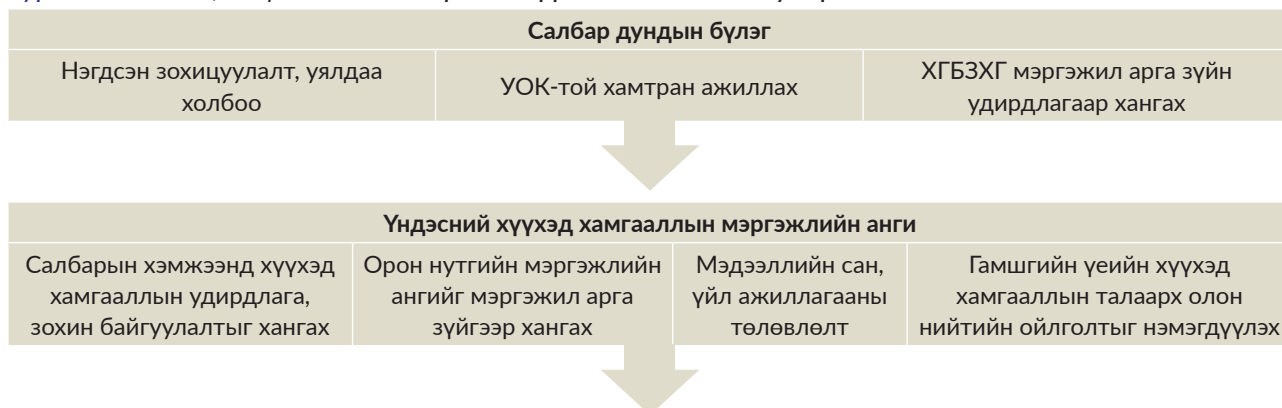 Салбар дундын бүлэг
Нэгдсэн зохицуулалт, уялдаа
холбоо
УОК-той хамтран ажиллах
ХГБЗХГ мэргэжил арга зүйн
удирдлагаар хангах
Үндэсний хүүхэд хамгааллын мэргэжлийн анги
Салбарын хэмжээнд хүүхэд
хамгааллын удирдлага,
зохин байгуулалтыг хангах
Орон нутгийн мэргэжлийн
ангийг мэргэжил арга
зүйгээр хангах
Мэдээллийн сан,
үйл ажиллагааны
төлөвлөлт
Гамшгийн үеийн хүүхэд
хамгааллын талаарх олон
нийтийн ойлголтыг нэмэгдүүлэх